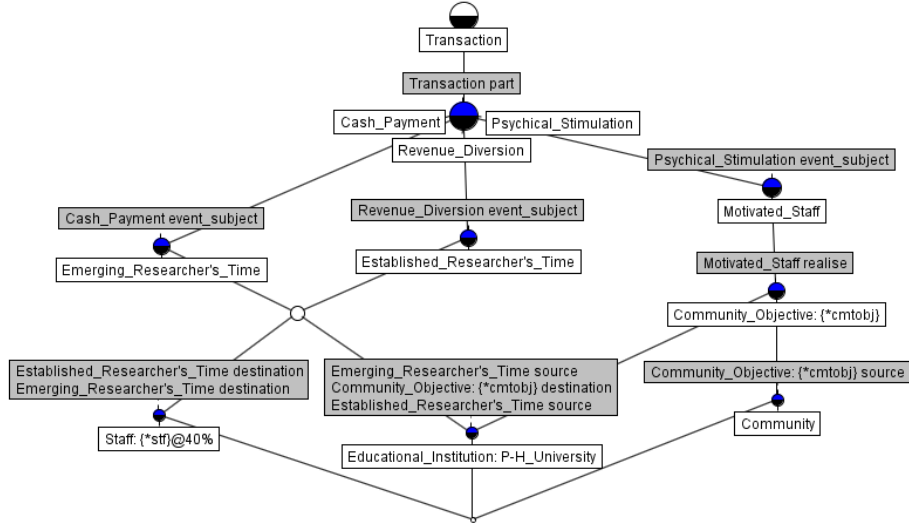 Transaction
Transaction part
Cash_Payment
Psychical_Stimulation
Revenue_Diversion
Psychical_Stimulation event_subject
Cash_Payment event_subject
Revenue_Diversion event_subject
Motivated_Staff
Emerging_Researcher's_Time
Established_Researcher's_Time
Motivated_Staff realise
Community_Objective: {*cmtobj}
Established_Researcher's_Time destination
Emerging_Researcher's_Time destination
Emerging_Researcher's_Time source
Community_Objective: {*cmtobj} destination
Established_Researcher's_Time source
Community_Objective: {*cmtobj} source
Staff: {*stf}@40%
Educational_Institution: P-H_University
Community